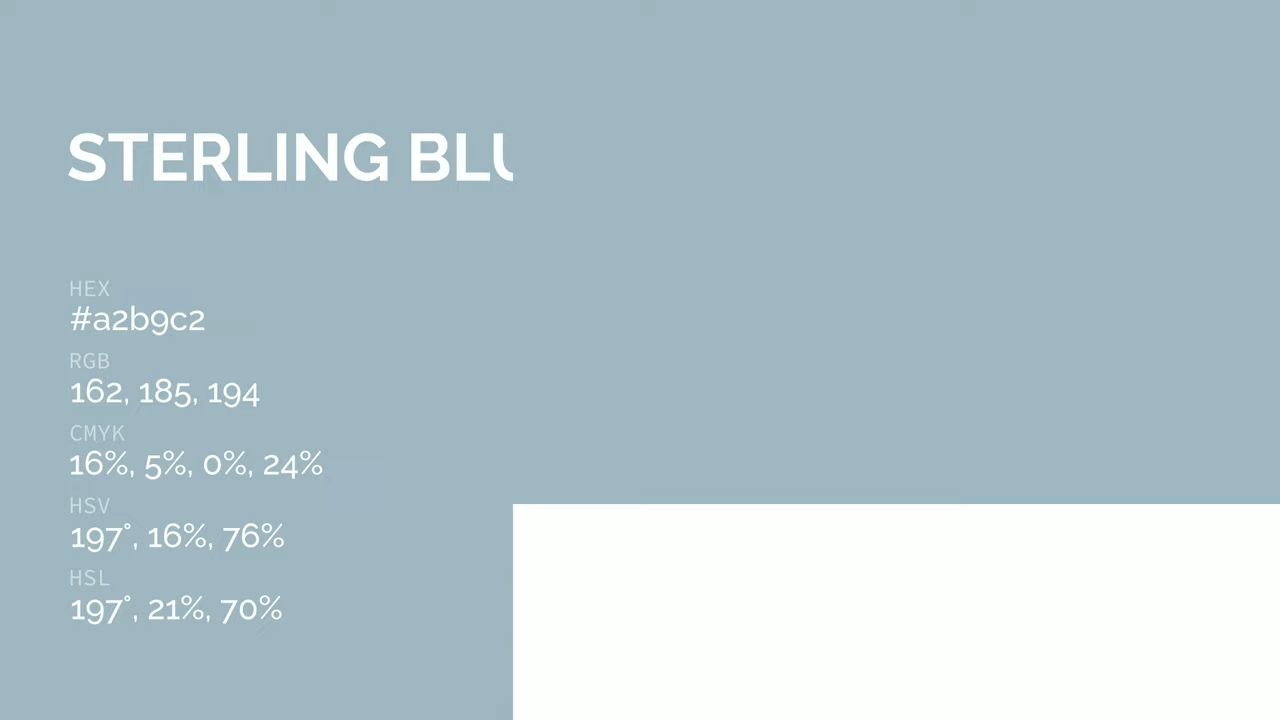 STERLING BLU
HEX
#a2b9c2
RGB
162, 185, 194
CMYK
16%, 5%, 0%, 24%
HSV
197°, 16%, 76%
HSL
197°, 21%, 70%